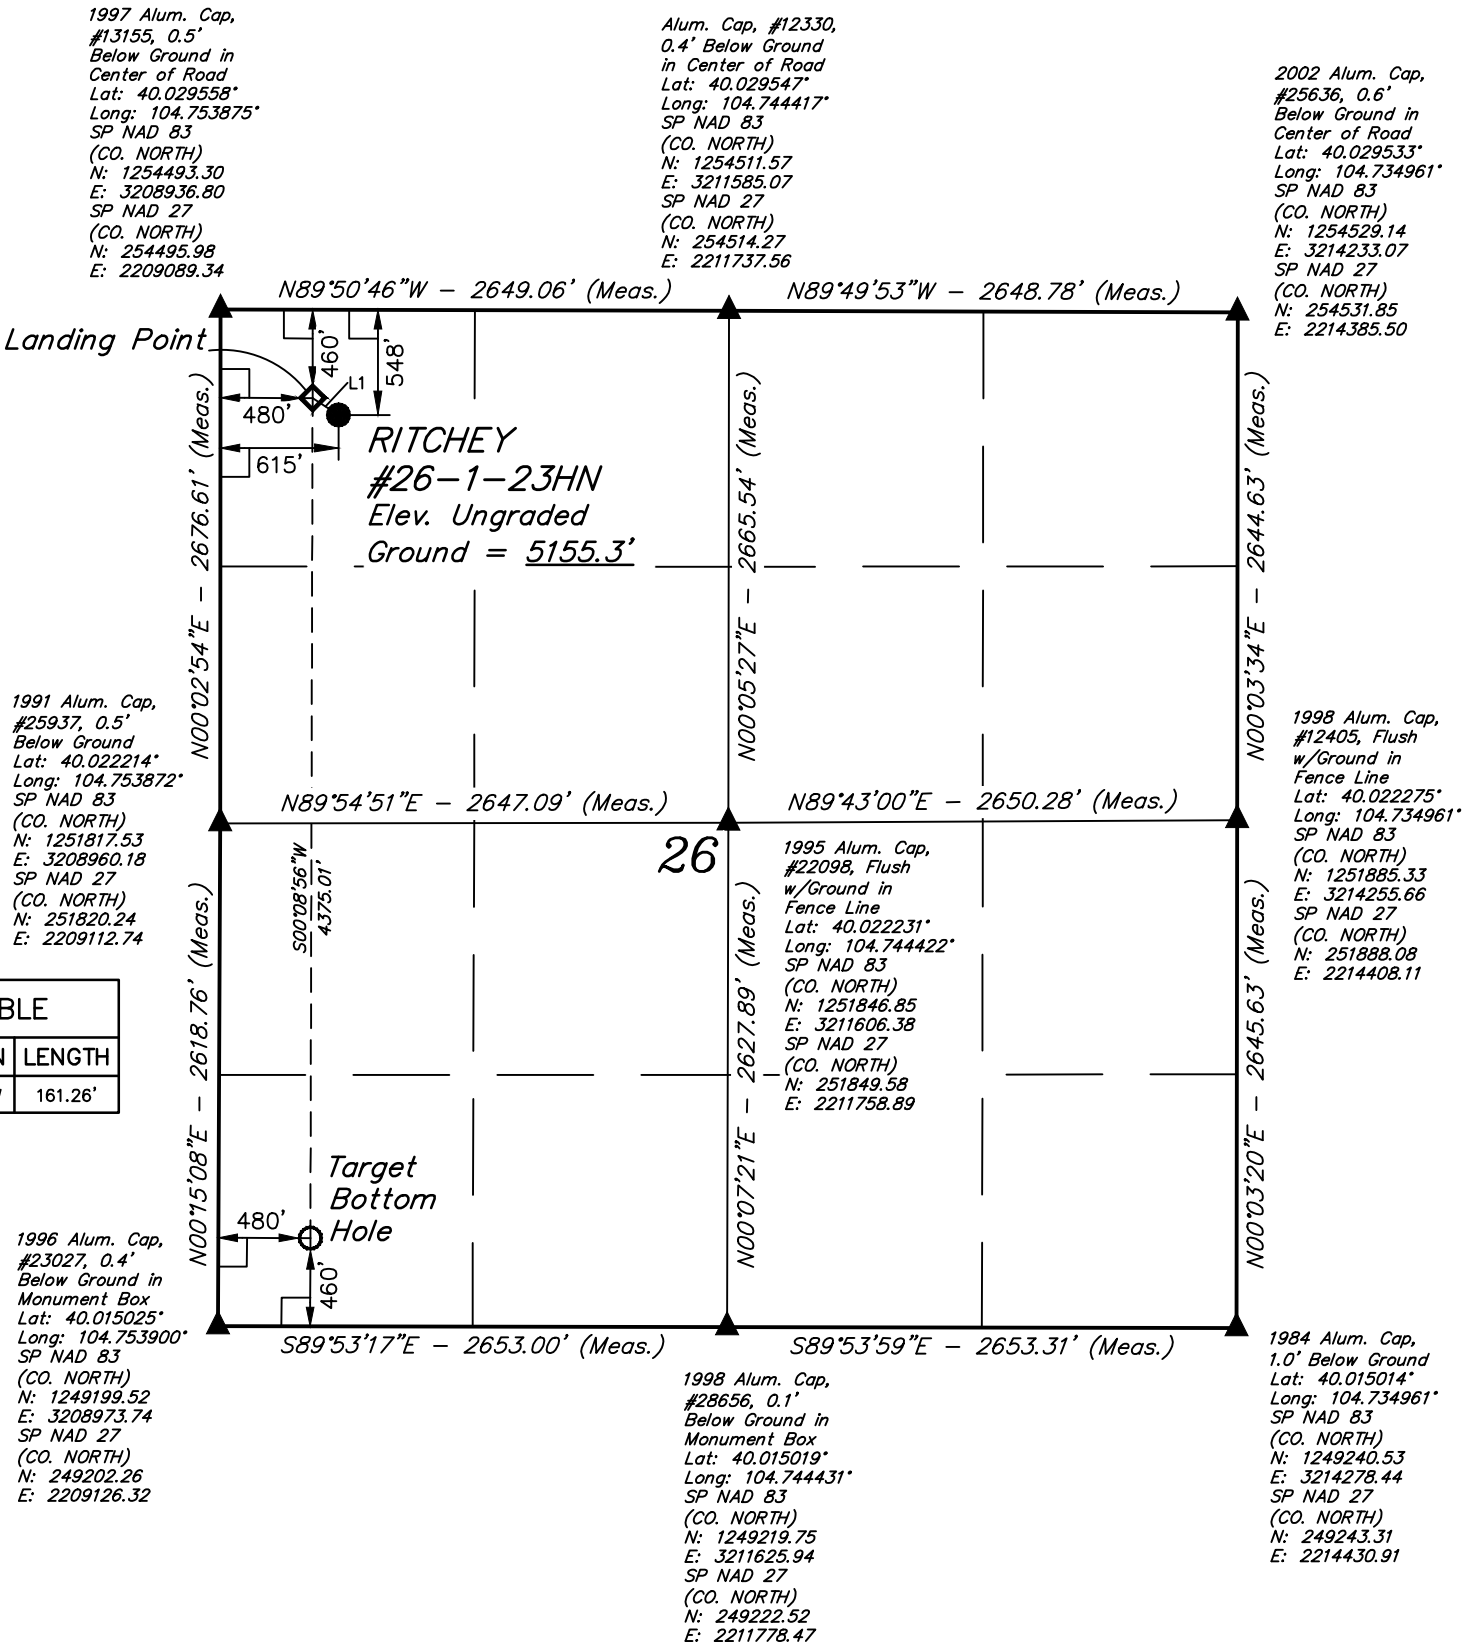 1997 Alum. Cap,
#13155, 0.5'
Below Ground in
Center of Road
Lat: 40.029558°
Long: 104.753875°
SP NAD 83
(CO. NORTH)
N: 1254493.30
E: 3208936.80
SP NAD 27
(CO. NORTH)
N: 254495.98
E: 2209089.34
Alum. Cap, #12330,
0.4' Below Ground
in Center of Road
Lat: 40.029547°
Long: 104.744417°
SP NAD 83
(CO. NORTH)
N: 1254511.57
E: 3211585.07
SP NAD 27
(CO. NORTH)
N: 254514.27
E: 2211737.56
2002 Alum. Cap,
#25636, 0.6'
Below Ground in
Center of Road
Lat: 40.029533°
Long: 104.734961°
SP NAD 83
(CO. NORTH)
N: 1254529.14
E: 3214233.07
SP NAD 27
(CO. NORTH)
N: 254531.85
E: 2214385.50
N89°50'46"W - 2649.06' (Meas.)
N89°49'53"W - 2648.78' (Meas.)
Landing Point
460'
548'
L1
480'
615'
RITCHEY
#26-1-23HN
Elev. Ungraded
Ground = 5155.3'
N00°02'54"E - 2676.61' (Meas.)
N00°05'27"E - 2665.54' (Meas.)
N00°03'34"E - 2644.63' (Meas.)
1991 Alum. Cap,
#25937, 0.5'
Below Ground
Lat: 40.022214°
Long: 104.753872°
SP NAD 83
(CO. NORTH)
N: 1251817.53
E: 3208960.18
SP NAD 27
(CO. NORTH)
N: 251820.24
E: 2209112.74
N89°54'51"E - 2647.09' (Meas.)
N89°43'00"E - 2650.28' (Meas.)
1998 Alum. Cap,
#12405, Flush
w/Ground in
Fence Line
Lat: 40.022275°
Long: 104.734961°
SP NAD 83
(CO. NORTH)
N: 1251885.33
E: 3214255.66
SP NAD 27
(CO. NORTH)
N: 251888.08
E: 2214408.11
26
1995 Alum. Cap,
#22098, Flush
w/Ground in
Fence Line
Lat: 40.022231°
Long: 104.744422°
SP NAD 83
(CO. NORTH)
N: 1251846.85
E: 3211606.38
SP NAD 27
(CO. NORTH)
N: 251849.58
E: 2211758.89
S00°08'56"W
4375.01'
N00°15'08"E - 2618.76' (Meas.)
N00°07'21"E - 2627.89' (Meas.)
N00°03'20"E - 2645.63' (Meas.)
BLE
N LENGTH
161.26'
Target
Bottom
Hole
480'
460'
1996 Alum. Cap,
#23027, 0.4'
Below Ground in
Monument Box
Lat: 40.015025°
Long: 104.753900°
SP NAD 83
(CO. NORTH)
N: 1249199.52
E: 3208973.74
SP NAD 27
(CO. NORTH)
N: 249202.26
E: 2209126.32
S89°53'17"E - 2653.00' (Meas.)
S89°53'59"E - 2653.31' (Meas.)
1998 Alum. Cap,
#28656, 0.1'
Below Ground in
Monument Box
Lat: 40.015019°
Long: 104.744431°
SP NAD 83
(CO. NORTH)
N: 1249219.75
E: 3211625.94
SP NAD 27
(CO. NORTH)
N: 249222.52
E: 2211778.47
1984 Alum. Cap,
1.0' Below Ground
Lat: 40.015014°
Long: 104.734961°
SP NAD 83
(CO. NORTH)
N: 1249240.53
E: 3214278.44
SP NAD 27
(CO. NORTH)
N: 249243.31
E: 2214430.91